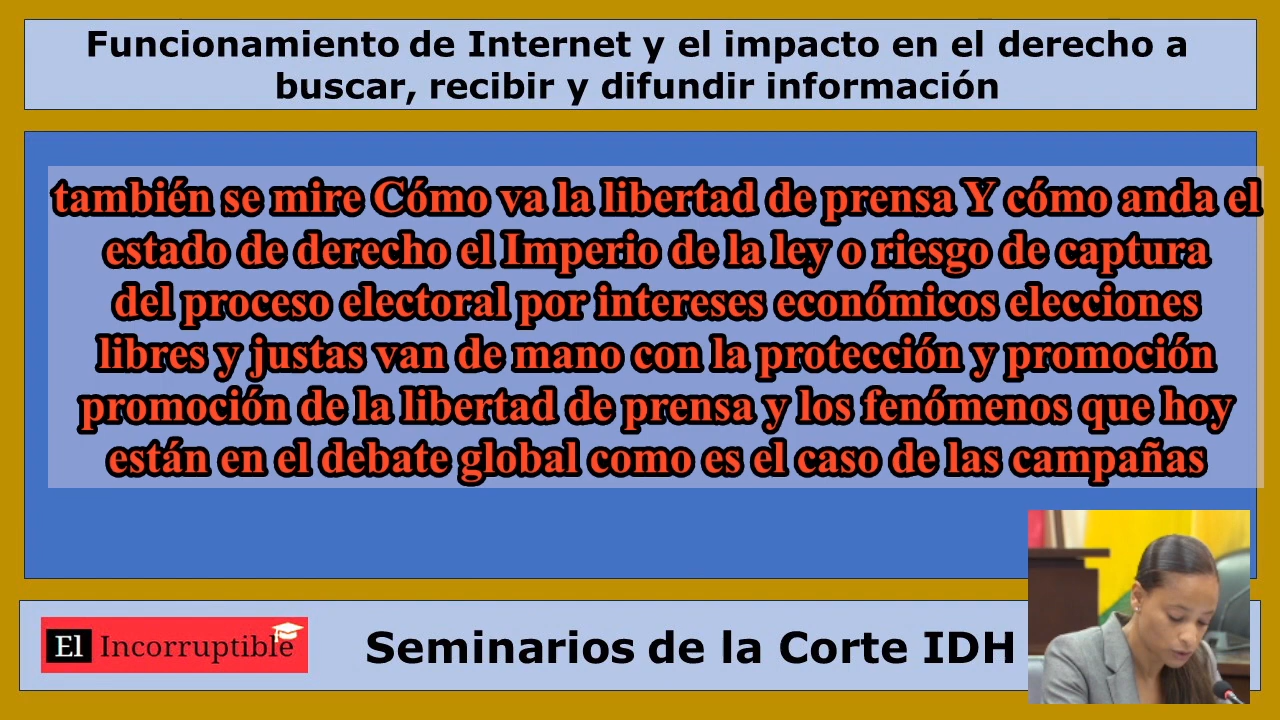 Funcionamiento de Internet y el impacto en el derecho a
buscar, recibir y difundir información
también se mire Cómo va la libertad de prensa Y cómo anda el
estado de derecho el Imperio de la ley o riesgo de captura
del proceso electoral por intereses económicos elecciones
libres y justas van de mano con la protección y promoción
promoción de la libertad de prensa y los fenómenos que hoy
están en el debate global como es el caso de las campañas
El Incorruptible
Seminarios de la Corte IDH